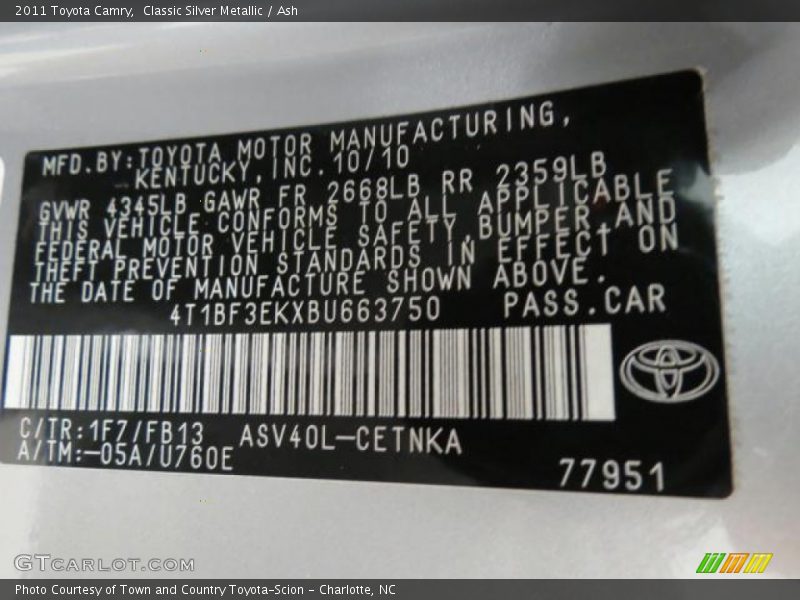 2011 Toyota Camry,  Classic Silver Metallic / Ash
MFD.BY:TOYOTA MOTOR MANUFACTURING,
KENTUCKY,INC.10/10
GVWR 4345LB GAWR FR 2668LB RR 2359LB
THIS VEHICLE CONFORMS TO ALL APPLICABLE
FEDERAL MOTOR VEHICLE SAFETY,BUMPER,AND
THEFT PREVENTION STANDARDS IN EFFECT ON
THE DATE OF MANUFACTURE SHOWN ABOVE.
4T1BF3EKXBU663750 PASS.CAR
C/TR:1F7/FB13 ASV40L-CETNKA
A/TM:-05A/U760E
77951
GTCARLOT.COM
Photo Courtesy of Town and Country Toyota-Scion - Charlotte, NC